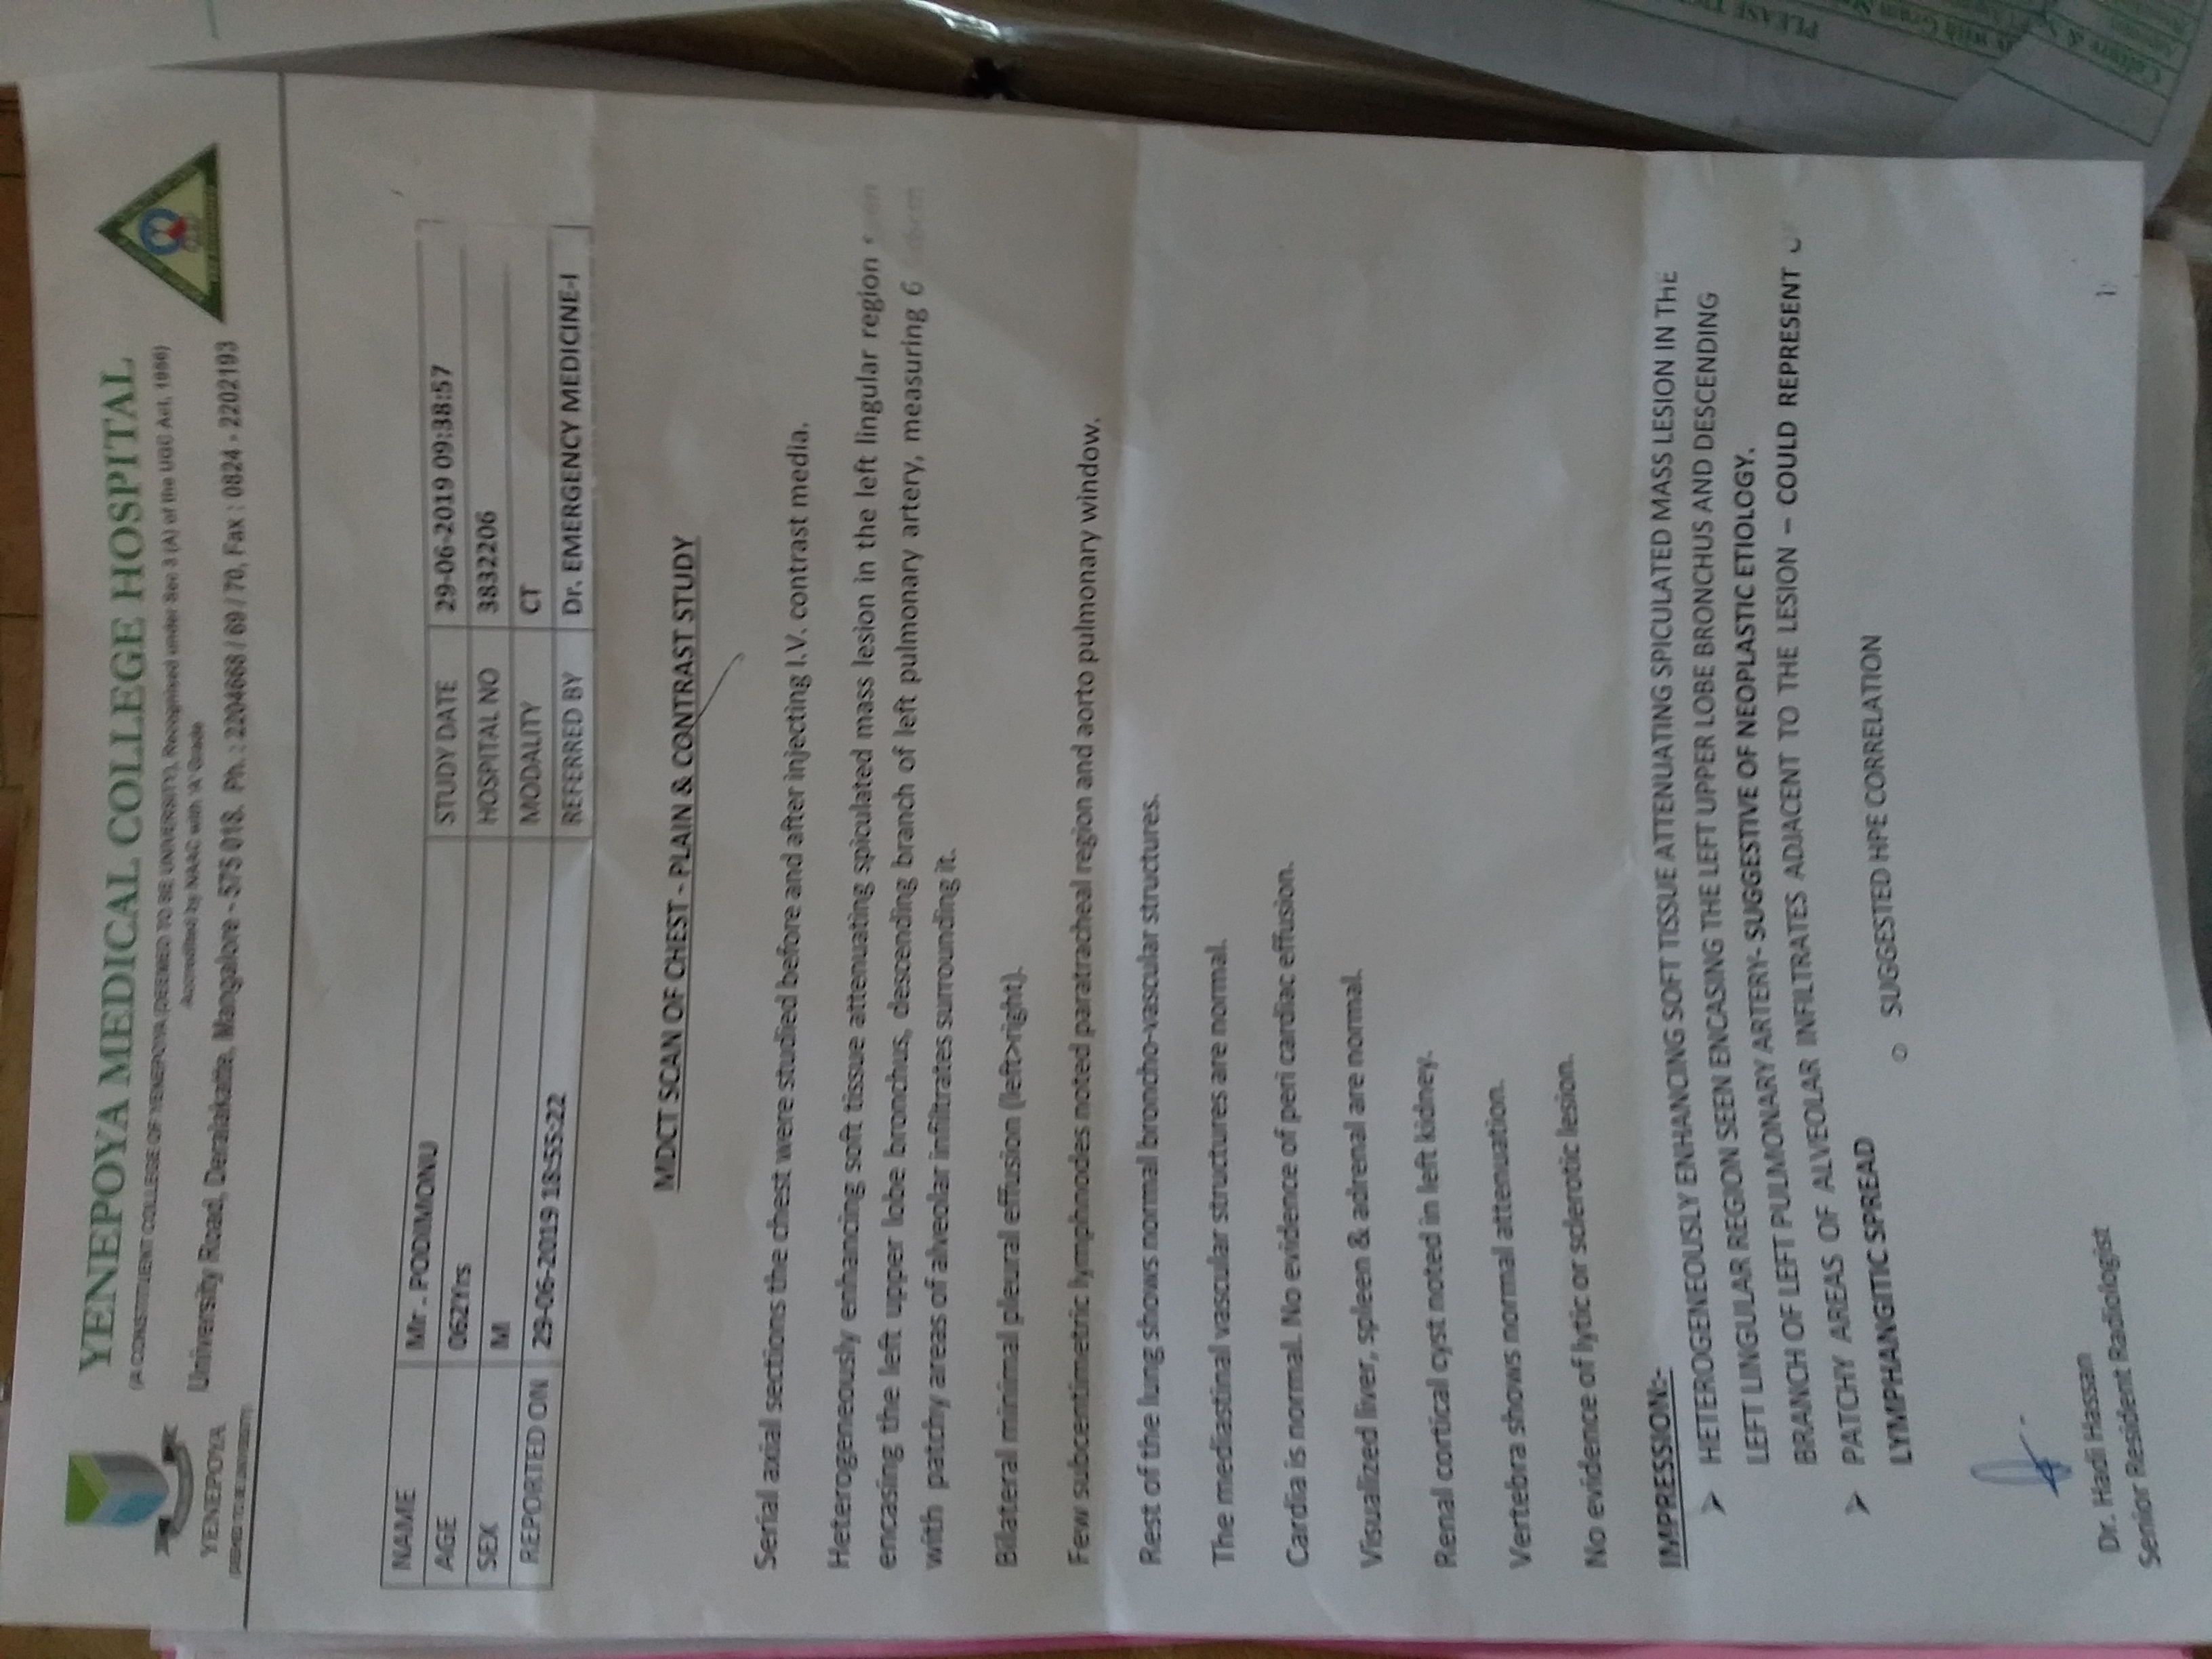 YENEPOYA MEDICAL COLLEGE HOSPITAL
(A CONSTITUENT COLLEGE OF YENEPOYA (DEEMED TO BE UNIVERSITY), Recognised under Sec 3 (A) of the UGC Act, 1956)
Accredited by NAAC with 'A' Grade
YENEPOYA
(DEEMED TO BE UNIVERSITY)
University Road, Deralakatte, Mangalore - 575 018. Ph. : 2204668 / 69 / 70, Fax : 0824 - 2202193
NAME Mr. PODIMONU
AGE 062Yrs STUDY DATE 29-06-2019 09:38:57
SEX M HOSPITAL NO 3832206
REPORTED ON 29-06-2019 18:55:22 MODALITY CT
REFERRED BY Dr. EMERGENCY MEDICINE-I
MDCT SCAN OF CHEST - PLAIN & CONTRAST STUDY
Serial axial sections the chest were studied before and after injecting I.V. contrast media.
Heterogeneously enhancing soft tissue attenuating spiculated mass lesion in the left lingular region
encasing the left upper lobe bronchus, descending branch of left pulmonary artery, measuring 6
with patchy areas of alveolar infiltrates surrounding it.
Bilateral minimal pleural effusion (left>right).
Few subcentimetric lymphnodes noted paratracheal region and aorto pulmonary window.
Rest of the lung shows normal broncho-vascular structures.
The mediastinal vascular structures are normal.
Cardia is normal. No evidence of peri cardiac effusion.
Visualized liver, spleen & adrenal are normal.
Renal cortical cyst noted in left kidney.
Vertebra shows normal attenuation.
No evidence of lytic or sclerotic lesion.
IMPRESSION:-
➢ HETEROGENEOUSLY ENHANCING SOFT TISSUE ATTENUATING SPICULATED MASS LESION IN THE
LEFT LINGULAR REGION SEEN ENCASING THE LEFT UPPER LOBE BRONCHUS AND DESCENDING
BRANCH OF LEFT PULMONARY ARTERY- SUGGESTIVE OF NEOPLASTIC ETIOLOGY.
➢ PATCHY AREAS OF ALVEOLAR INFILTRATES ADJACENT TO THE LESION – COULD REPRESENT
LYMPHANGITIC SPREAD
○ SUGGESTED HPE CORRELATION
Dr. Hadi Hassan
Senior Resident Radiologist
PLEASE
with Gram
Culture &